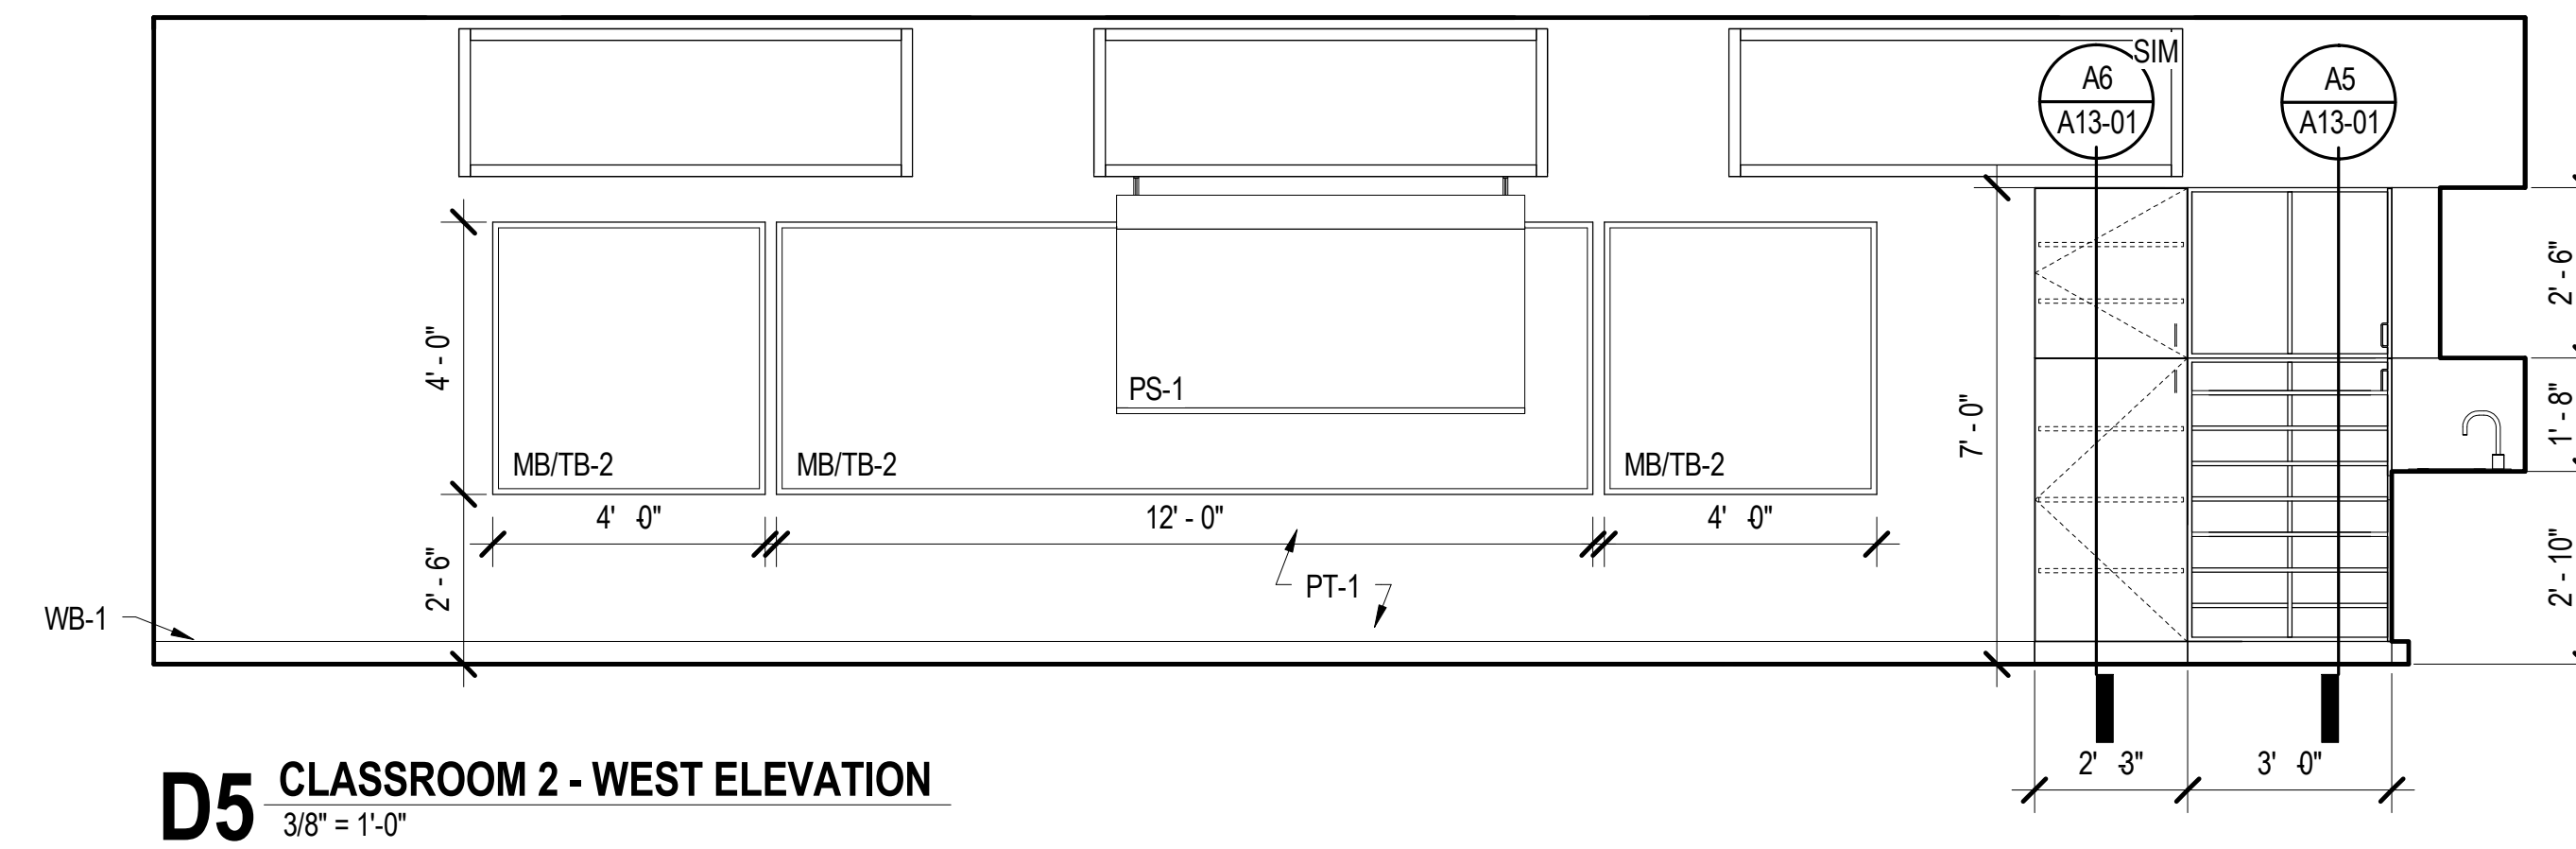 SIM
A6
A13-01
A5
A13-01
2' - 6"
4' - 0"
PS-1
1' - 8"
7' - 0"
MB/TB-2
MB/TB-2
MB/TB-2
4' -0"
12' - 0"
4' -0"
2' - 6"
PT-1
2' - 10"
WB-1
2' -3"
3' -0"
D5
CLASSROOM 2 - WEST ELEVATION
3/8" = 1'-0"